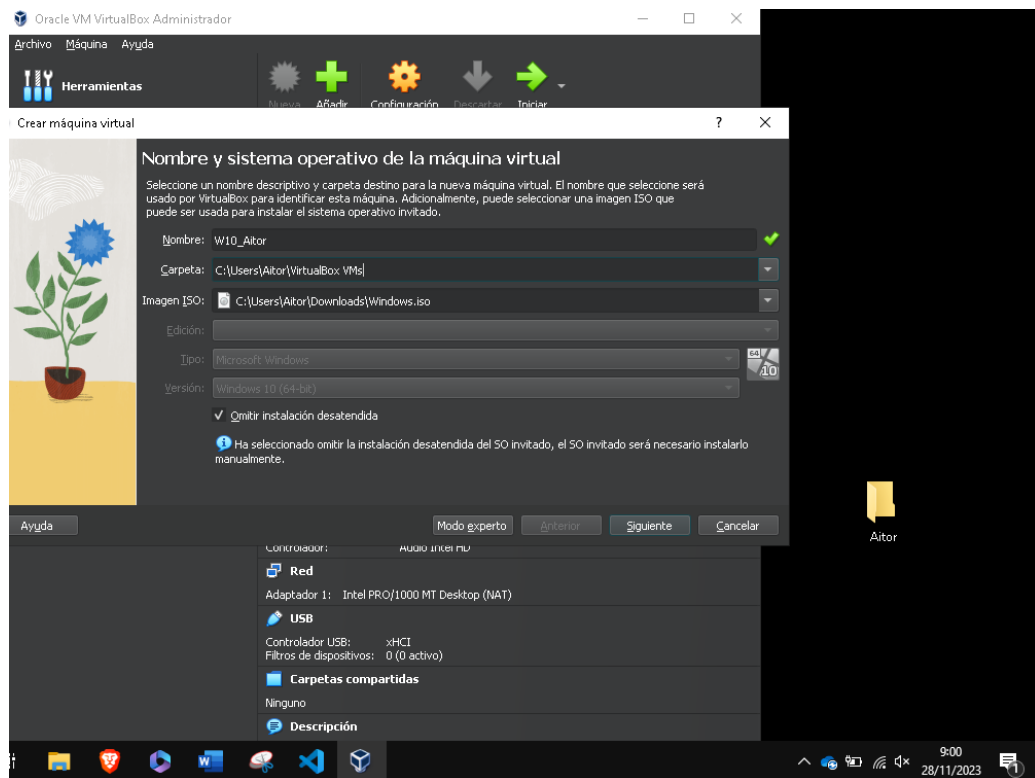 Oracle VM VirtualBox Administrador
Archivo Máquina Ayuda
Herramientas
Nueva Añadir Configuración Descartar Iniciar
Crear máquina virtual
Nombre y sistema operativo de la máquina virtual
Seleccione un nombre descriptivo y carpeta destino para la nueva máquina virtual. El nombre que seleccione será
usado por VirtualBox para identificar esta máquina. Adicionalmente, puede seleccionar una imagen ISO que
puede ser usada para instalar el sistema operativo invitado.
Nombre: W10_Aitor
Carpeta: C:\Users\Aitor\VirtualBox VMs
Imagen ISO: C:\Users\Aitor\Downloads\Windows.iso
Edición:
Tipo: Microsoft Windows
64
Versión: Windows 10 (64-bit)
10
Omitir instalación desatendida
Ha seleccionado omitir la instalación desatendida del SO invitado, el SO invitado será necesario instalarlo
manualmente.
Ayuda Modo experto Anterior Siguiente Cancelar
Aitor
Controlador: Audio Intel HD
Red
Adaptador 1: Intel PRO/1000 MT Desktop (NAT)
USB
Controlador USB: xHCI
Filtros de dispositivos: 0 (0 activo)
Carpetas compartidas
Ninguno
Descripción
9:00
28/11/2023
1